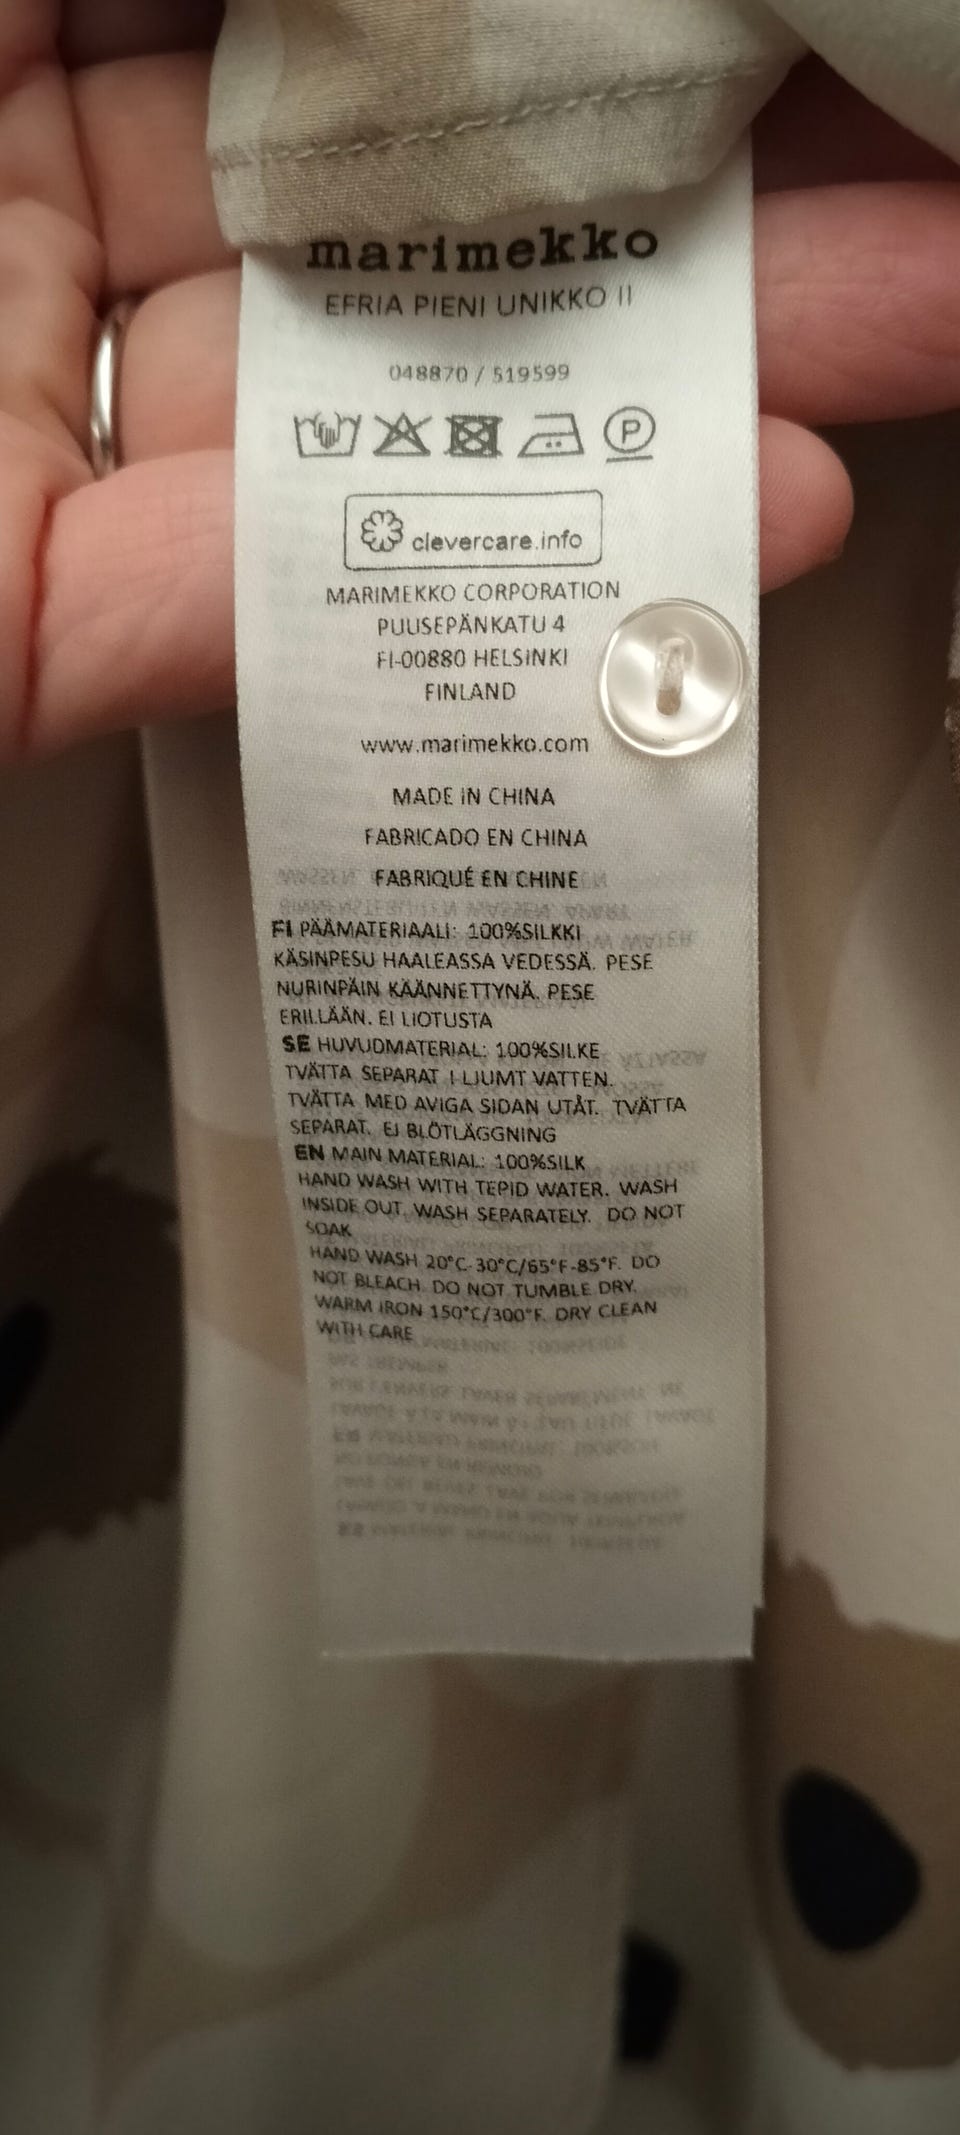 marimekko
EFRIA PIENI UNIKKO II
048870 / 519599
P
clevercare.info
MARIMEKKO CORPORATION
PUUSEPÄNKATU 4
FI-00880 HELSINKI
FINLAND
www.marimekko.com
MADE IN CHINA
FABRICADO EN CHINA
FABRIQUÉ EN CHINE
FI PÄÄMATERIAALI: 100%SILKKI
KÄSINPESU HAALEASSA VEDESSÄ. PESE
NURINPÄIN KÄÄNNETTYNÄ. PESE
ERILLÄÄN. EI LIOTUSTA
SE HUVUDMATERIAL: 100%SILKE
TVÄTTA SEPARAT I LJUMT VATTEN.
TVÄTTA MED AVIGA SIDAN UTÅT. TVÄTTA
SEPARAT. EJ BLÖTLÄGGNING
EN MAIN MATERIAL: 100%SILK
HAND WASH WITH TEPID WATER. WASH
INSIDE OUT. WASH SEPARATELY. DO NOT
SOAK
HAND WASH 20°C-30°C/65°F-85°F. DO
NOT BLEACH. DO NOT TUMBLE DRY.
WARM IRON 150°C/300°F. DRY CLEAN
WITH CARE